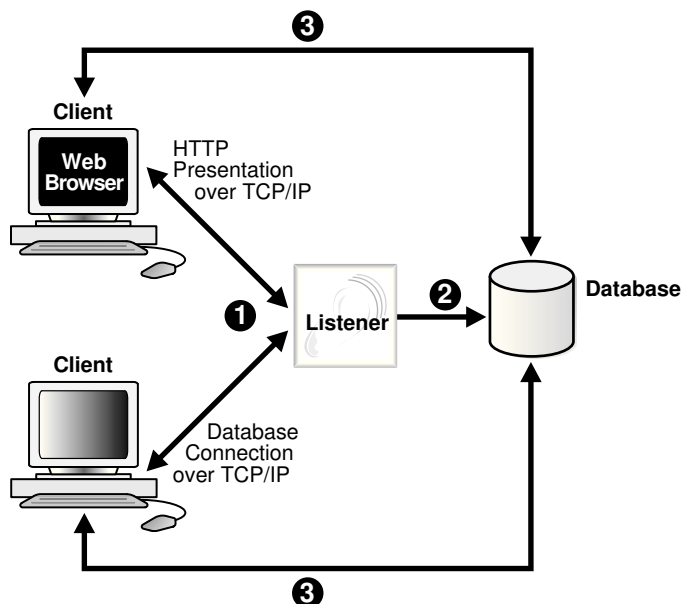 3
Client
Web
Browser
HTTP
Presentation
over TCP/IP
1
Listener
2
Database
Client
Database
Connection
over TCP/IP
3